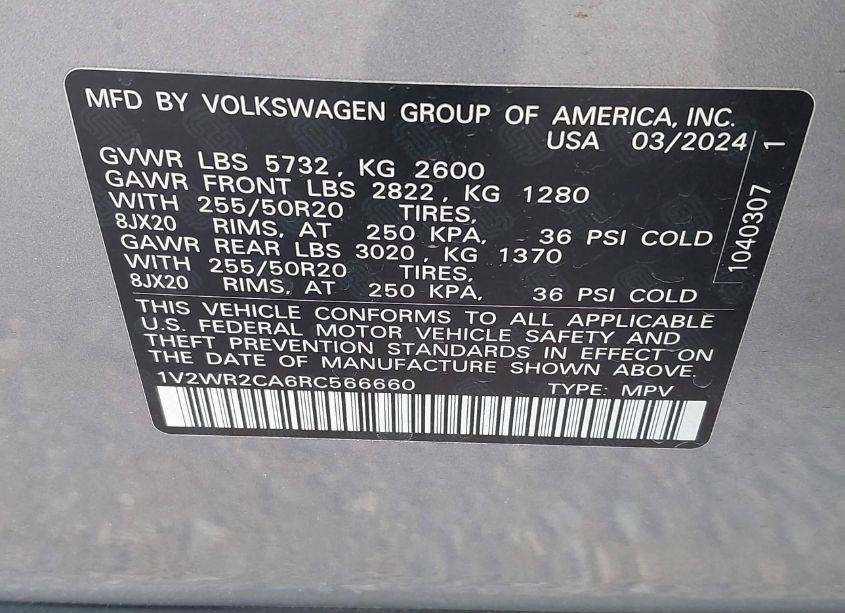 MFD BY VOLKSWAGEN GROUP OF AMERICA, INC.
USA 03/2024
GVWR LBS 5732, KG 2600
GAWR FRONT LBS 2822, KG 1280
WITH 255/50R20 TIRES,
8JX20 RIMS, AT 250 KPA, 36 PSI COLD
GAWR REAR LBS 3020, KG 1370
WITH 255/50R20 TIRES,
8JX20 RIMS, AT 250 KPA, 36 PSI COLD
THIS VEHICLE CONFORMS TO ALL APPLICABLE
U.S. FEDERAL MOTOR VEHICLE SAFETY AND
THEFT PREVENTION STANDARDS IN EFFECT ON
THE DATE OF MANUFACTURE SHOWN ABOVE.
1V2WR2CA6RC566660 TYPE: MPV
1040307 1